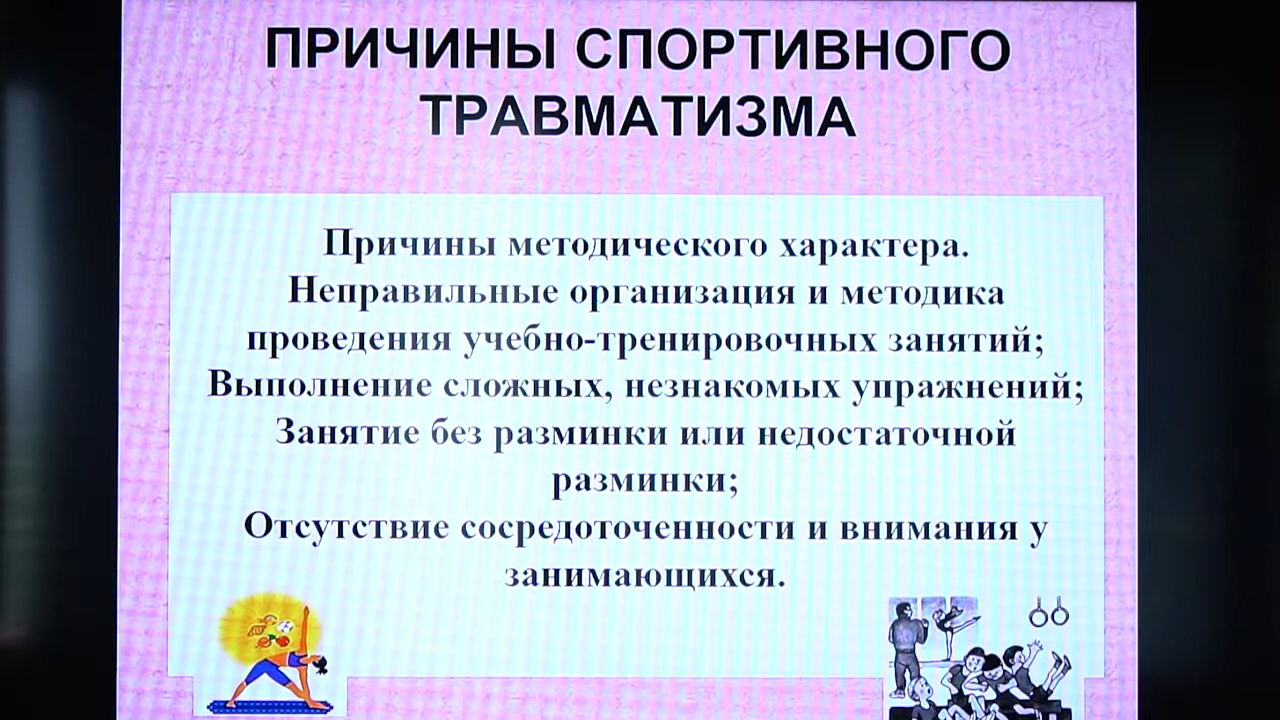 ПРИЧИНЫ СПОРТИВНОГО
ТРАВМАТИЗМА
Причины методического характера.
Неправильные организация и методика
проведения учебно-тренировочных занятий;
Выполнение сложных, незнакомых упражнений;
Занятие без разминки или недостаточной
разминки;
Отсутствие сосредоточенности и внимания у
занимающихся.